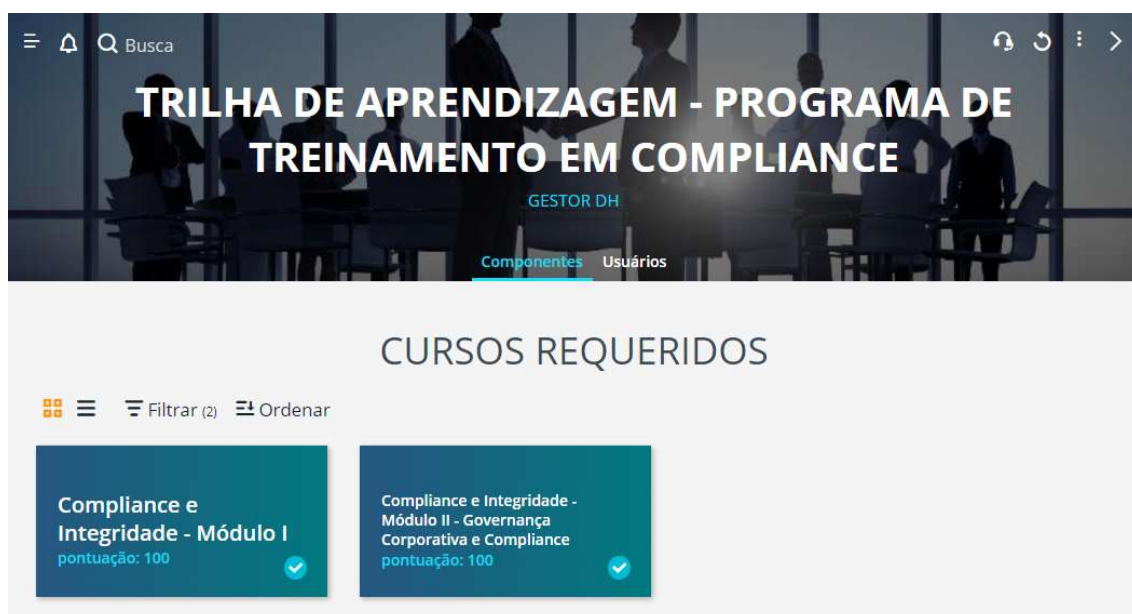 Busca
TRILHA DE APRENDIZAGEM - PROGRAMA DE
TREINAMENTO EM COMPLIANCE
GESTOR DH
Componentes Usuários
CURSOS REQUERIDOS
Filtrar (2) Ordenar
Compliance e
Integridade - Módulo I
pontuação: 100
Compliance e Integridade -
Módulo II - Governança
Corporativa e Compliance
pontuação: 100